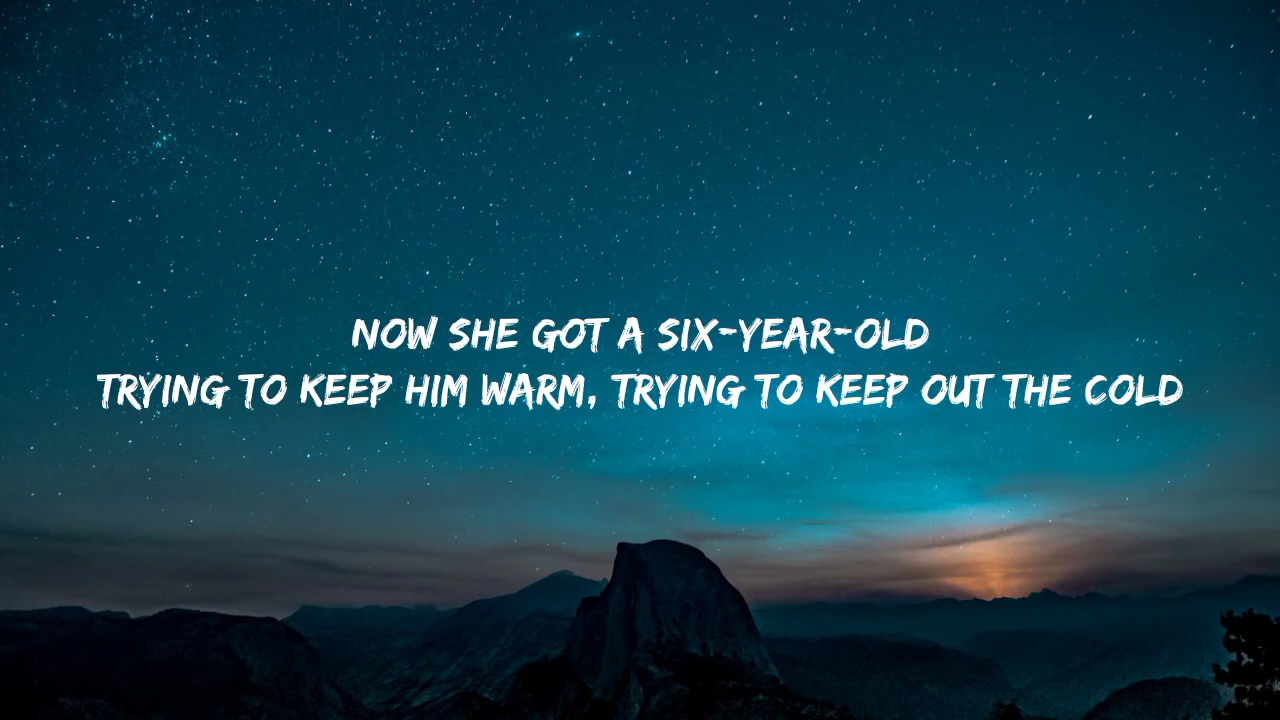 NOW SHE GOT A SIX-YEAR-OLD
TRYING TO KEEP HIM WARM, TRYING TO KEEP OUT THE COLD